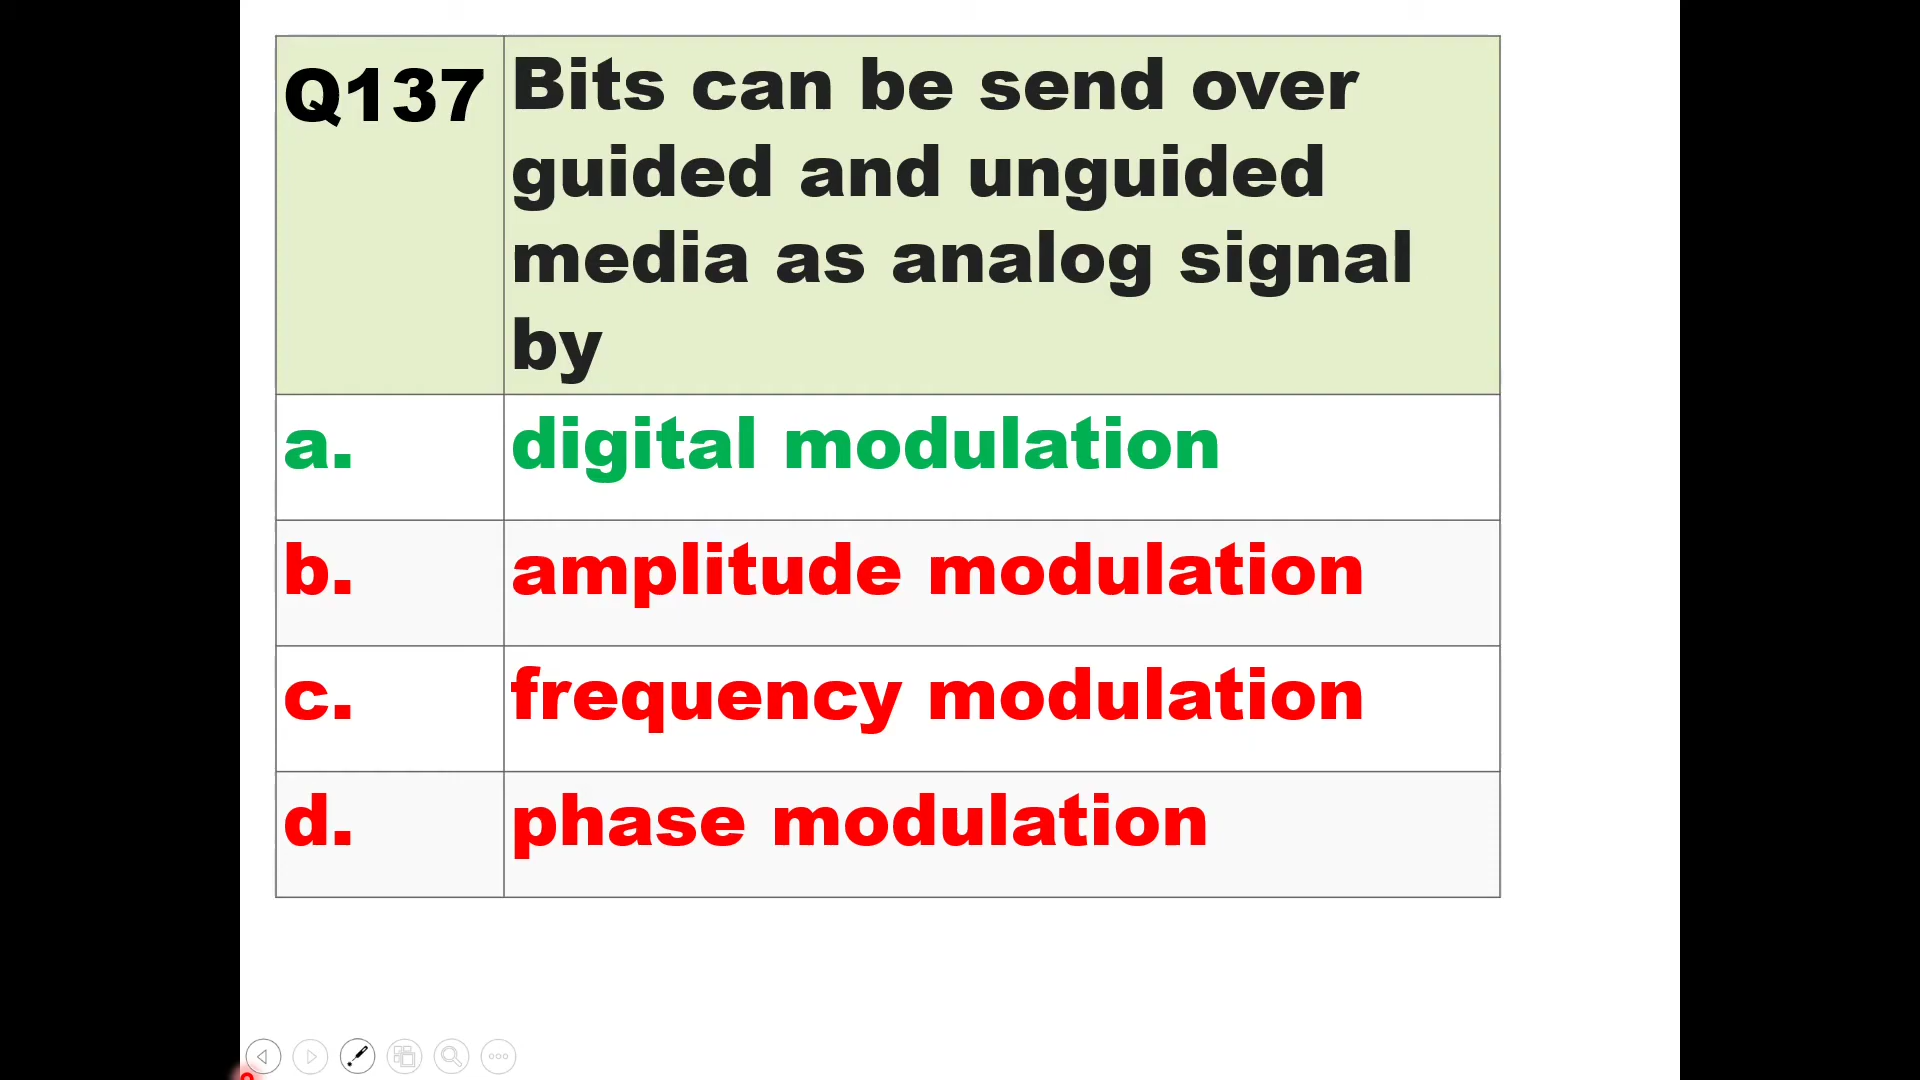 Q137 Bits can be send over
guided and unguided
media as analog signal
by
a. digital modulation
b. amplitude modulation
c. frequency modulation
d. phase modulation